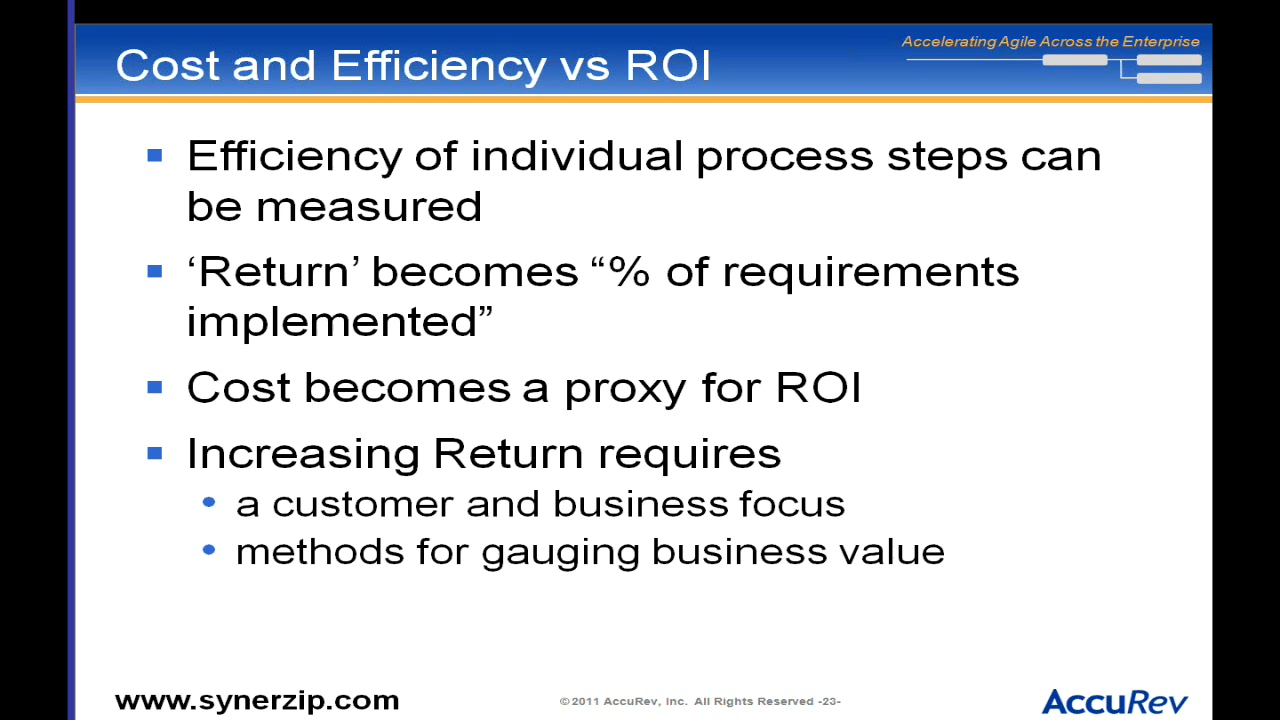 Accelerating Agile Across the Enterprise
Cost and Efficiency vs ROI
Efficiency of individual process steps can
be measured
‘Return’ becomes “% of requirements
implemented”
Cost becomes a proxy for ROI
Increasing Return requires
a customer and business focus
methods for gauging business value
www.synerzip.com
© 2011 AccuRev, Inc. All Rights Reserved -23-
AccuRev